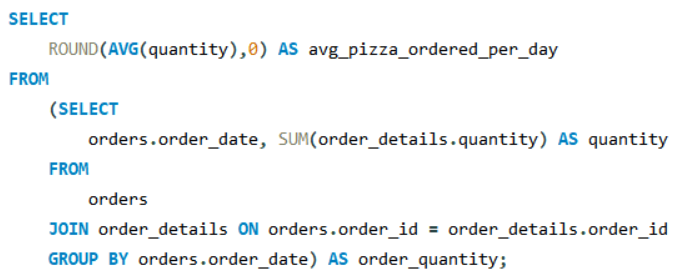 SELECT
ROUND(AVG(quantity),0) AS avg_pizza_ordered_per_day
FROM
(SELECT
orders.order_date, SUM(order_details.quantity) AS quantity
FROM
orders
JOIN order_details ON orders.order_id = order_details.order_id
GROUP BY orders.order_date) AS order_quantity;